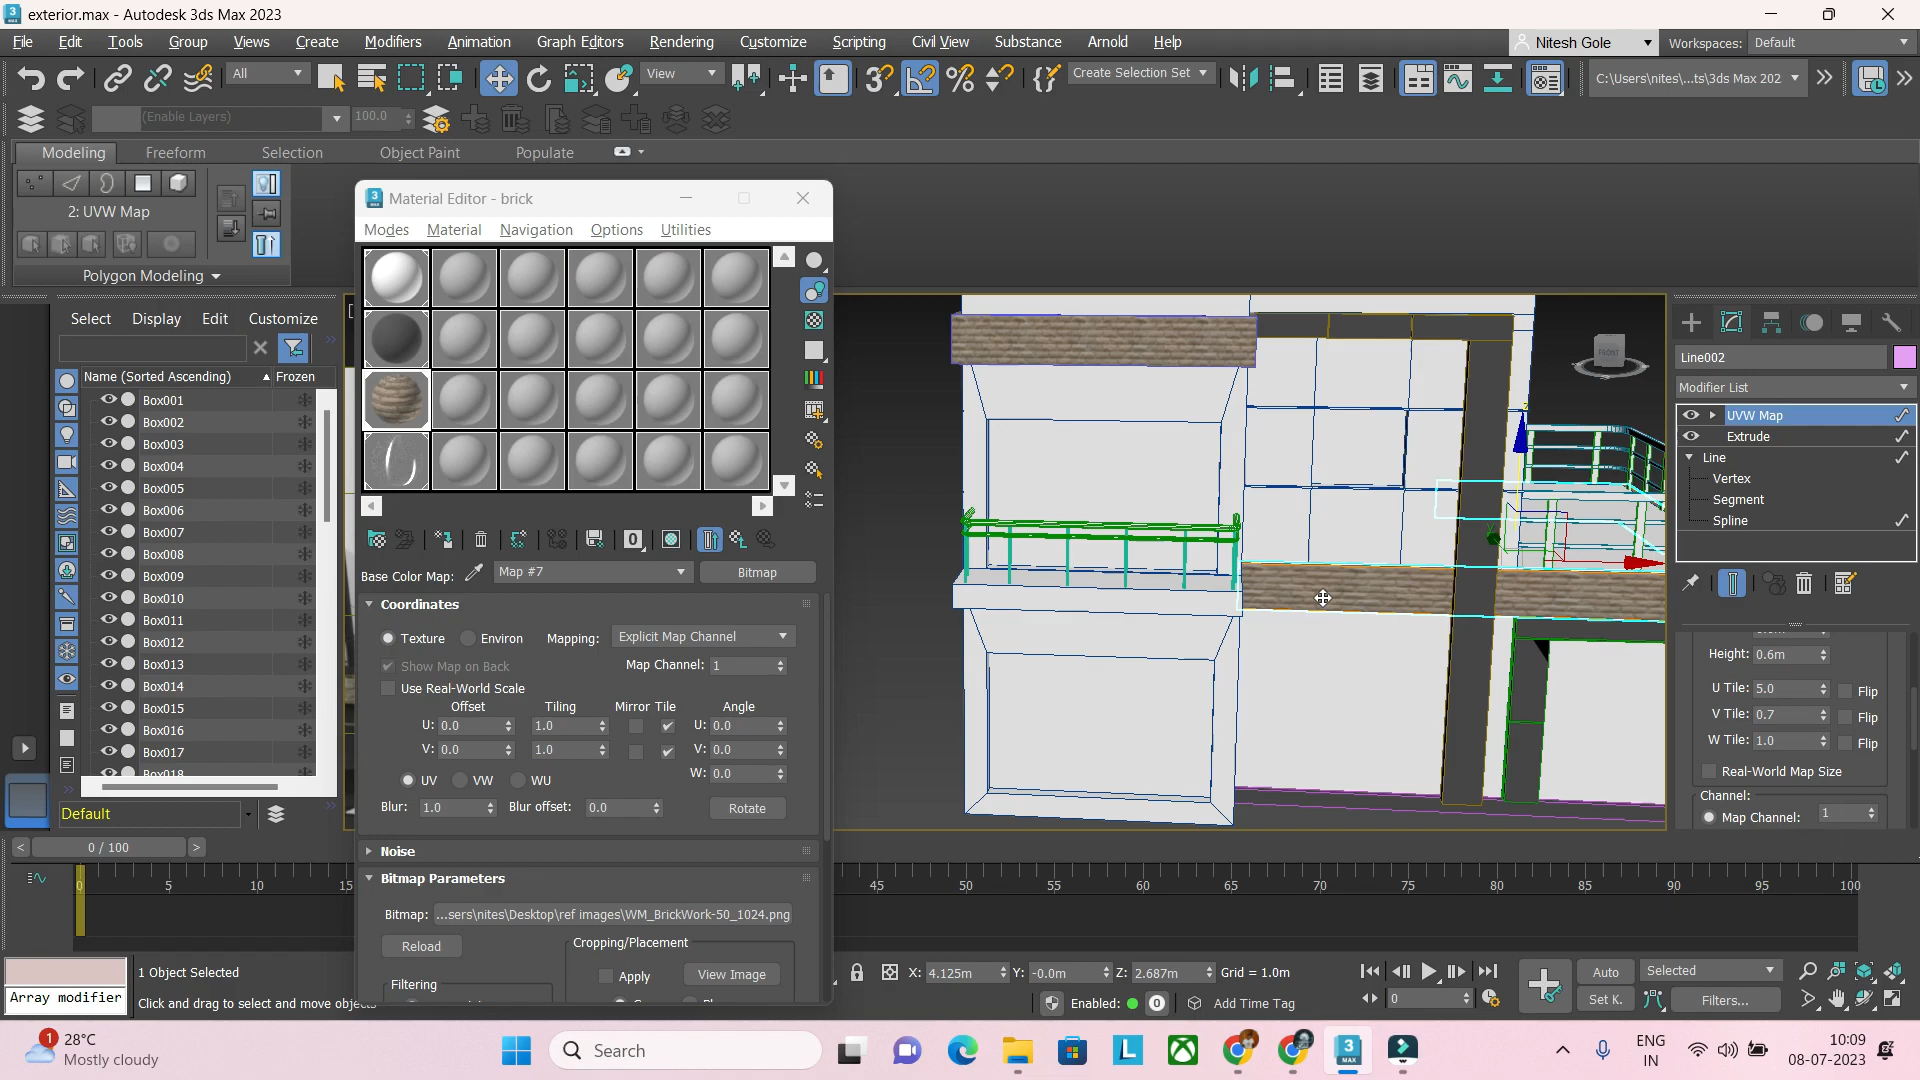 exterior.max - Autodesk 3ds Max 2023
File Edit Tools Group Views Create Modifiers Animation Graph Editors Rendering Customize Scripting Civil View Substance Arnold Help
Nitesh Gole Workspaces: Default
All View Create Selection Set C:\Users\nites\...ts\3ds Max 202
(Enable Layers) 100.0
Modeling Freeform Selection Object Paint Populate
2: UVW Map
Polygon Modeling
Material Editor - brick
Modes Material Navigation Options Utilities
Select Display Edit Customize
Name (Sorted Ascending) Frozen
Box001
Box002
Box003
Box004
Box005
Box006
Box007
Box008
Box009
Box010
Box011
Box012
Box013
Box014
Box015
Box016
Box017
Box018
Default
0 / 100
Base Color Map: Map #7 Bitmap
Coordinates
Texture Environ Mapping: Explicit Map Channel
Show Map on Back Map Channel: 1
Use Real-World Scale
Offset Tiling Mirror Tile Angle
U: 0.0 1.0 U: 0.0
V: 0.0 1.0 V: 0.0
W: 0.0
UV VW WU
Blur: 1.0 Blur offset: 0.0 Rotate
Noise
Bitmap Parameters
Bitmap: ...sers\nites\Desktop\ref images\WM_BrickWork-50_1024.png
Reload
Cropping/Placement
Apply View Image
Filtering
FRONT
Line002
Modifier List
UVW Map
Extrude
Line
Vertex
Segment
Spline
Height: 0.6m
U Tile: 5.0 Flip
V Tile: 0.7 Flip
W Tile: 1.0 Flip
Real-World Map Size
Channel:
Map Channel: 1
0 5 10 15 45 50 55 60 65 70 75 80 85 90 95 100
1 Object Selected
Array modifier
Click and drag to select and move objects
X: 4.125m Y: -0.0m Z: 2.687m Grid = 1.0m
Enabled: 0 Add Time Tag
0
Auto Selected
Set K. Filters...
1
28°C
Mostly cloudy
Search
ENG
IN
10:09
08-07-2023